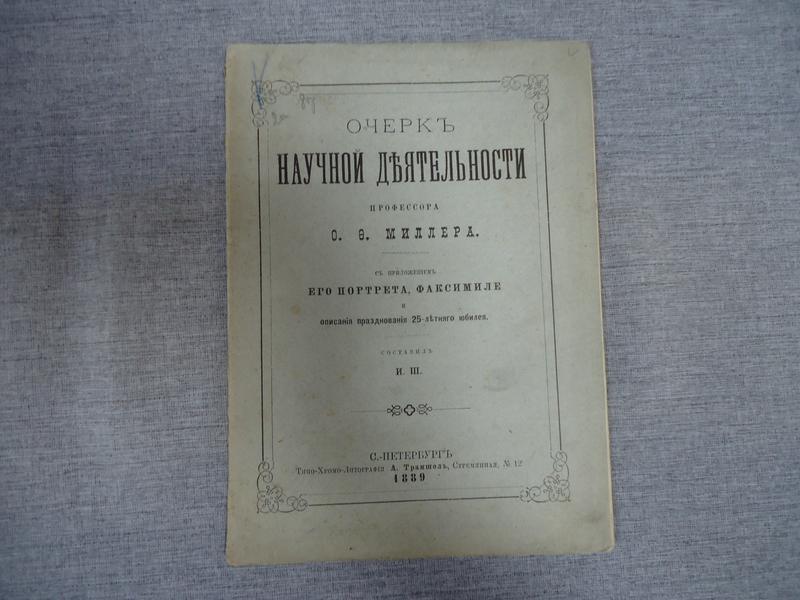 ОЧЕРКЪ
НАУЧНОЙ ДѢЯТЕЛЬНОСТИ
ПРОФЕССОРА
О. Ѳ. МИЛЛЕРА.
СЪ ПРИЛОЖЕНІЕМЪ
ЕГО ПОРТРЕТА, ФАКСИМИЛЕ
И
описанія празднованія 25-лѣтняго юбилея.
СОСТАВИЛЪ
И. Ш.
С.-ПЕТЕРБУРГЪ
Типо-Хромо-Литографія А. Траншель, Стремянная, № 12
1889